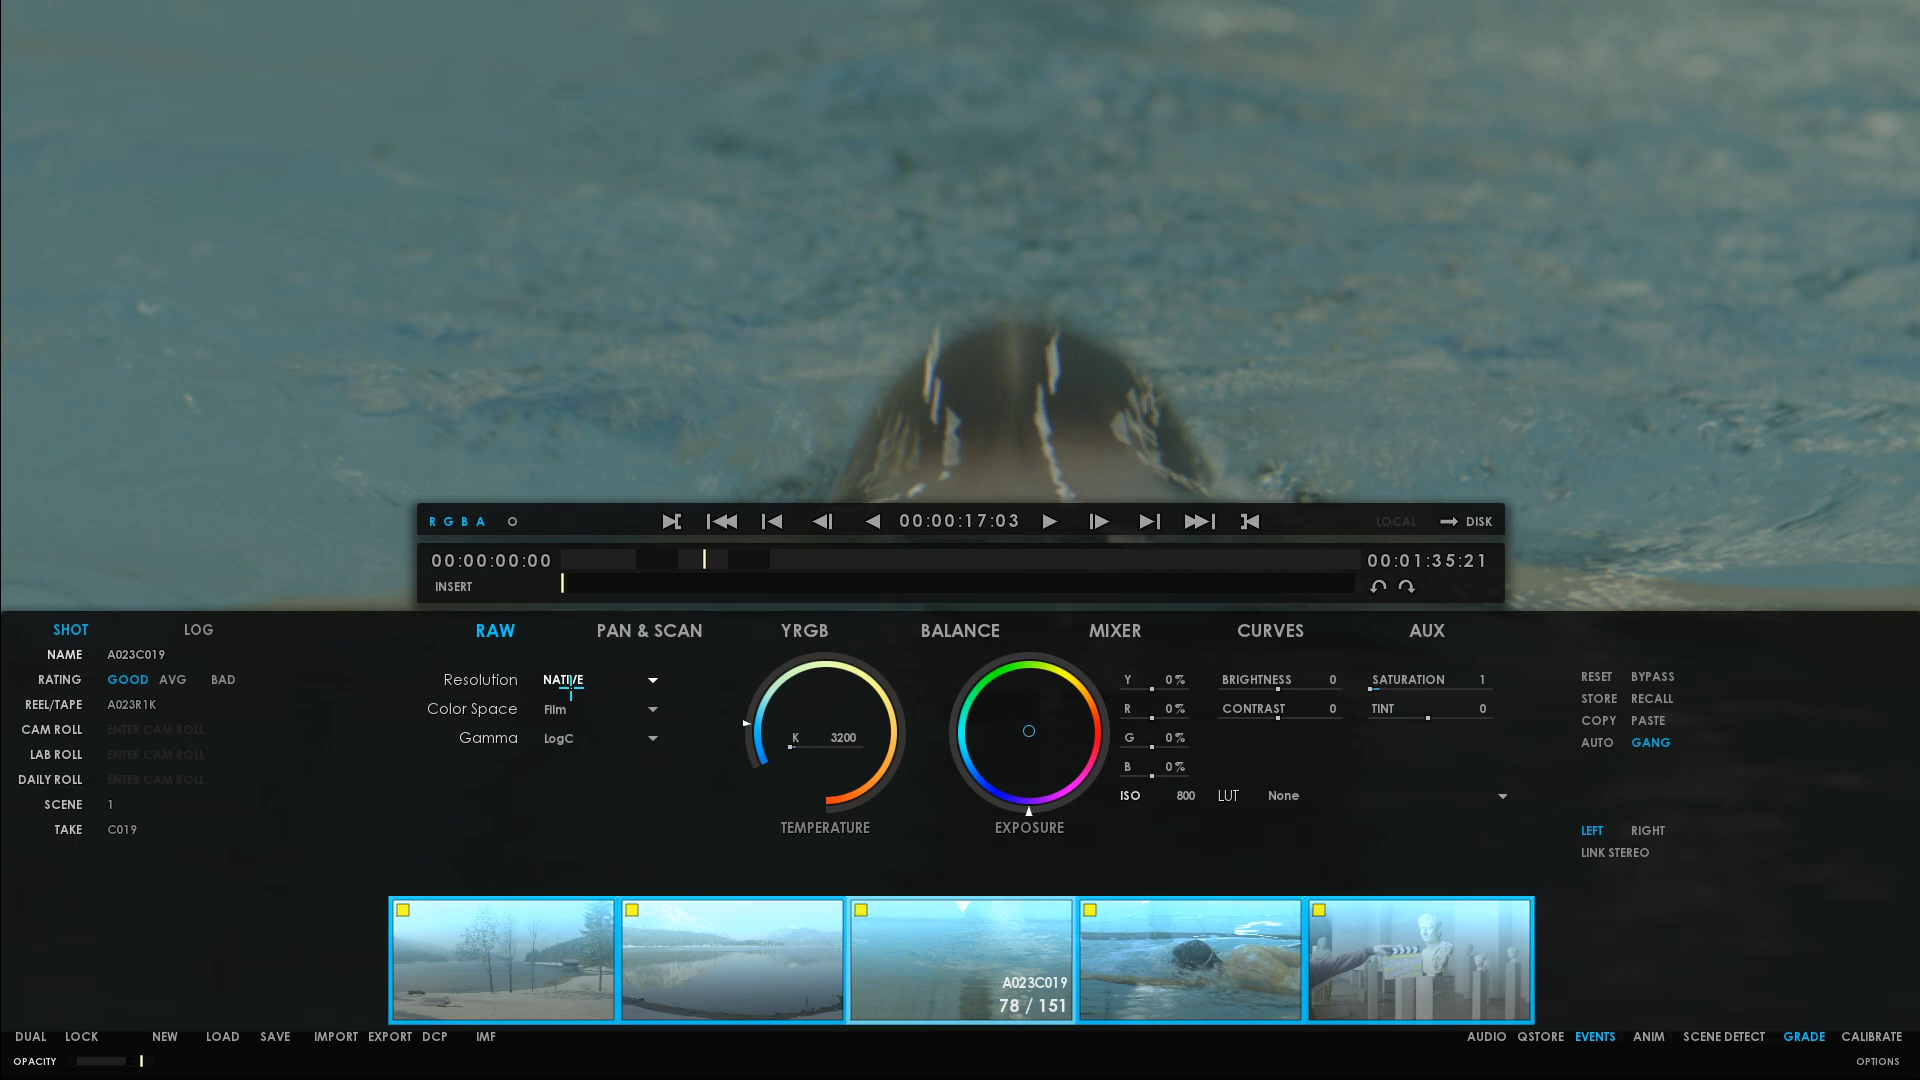 R G B A
00:00:17:03
LOCAL
DISK
00:00:00:00
00:01:35:21
INSERT
SHOT LOG
RAW PAN & SCAN YRGB BALANCE MIXER CURVES AUX
NAME A023C019
RATING GOOD AVG BAD
REEL/TAPE A023R1K
CAM ROLL ENTER CAM ROLL
LAB ROLL ENTER CAM ROLL
DAILY ROLL ENTER CAM ROLL
SCENE 1
TAKE C019
Resolution NATIVE
Color Space Film
Gamma LogC
K 3200
TEMPERATURE
EXPOSURE
Y 0 %
R 0 %
G 0 %
B 0 %
ISO 800
BRIGHTNESS 0
CONTRAST 0
SATURATION 1
TINT 0
LUT None
RESET BYPASS
STORE RECALL
COPY PASTE
AUTO GANG
LEFT RIGHT
LINK STEREO
A023C019
78 / 151
DUAL LOCK NEW LOAD SAVE IMPORT EXPORT DCP IMF
AUDIO QSTORE EVENTS ANIM SCENE DETECT GRADE CALIBRATE
OPACITY
OPTIONS